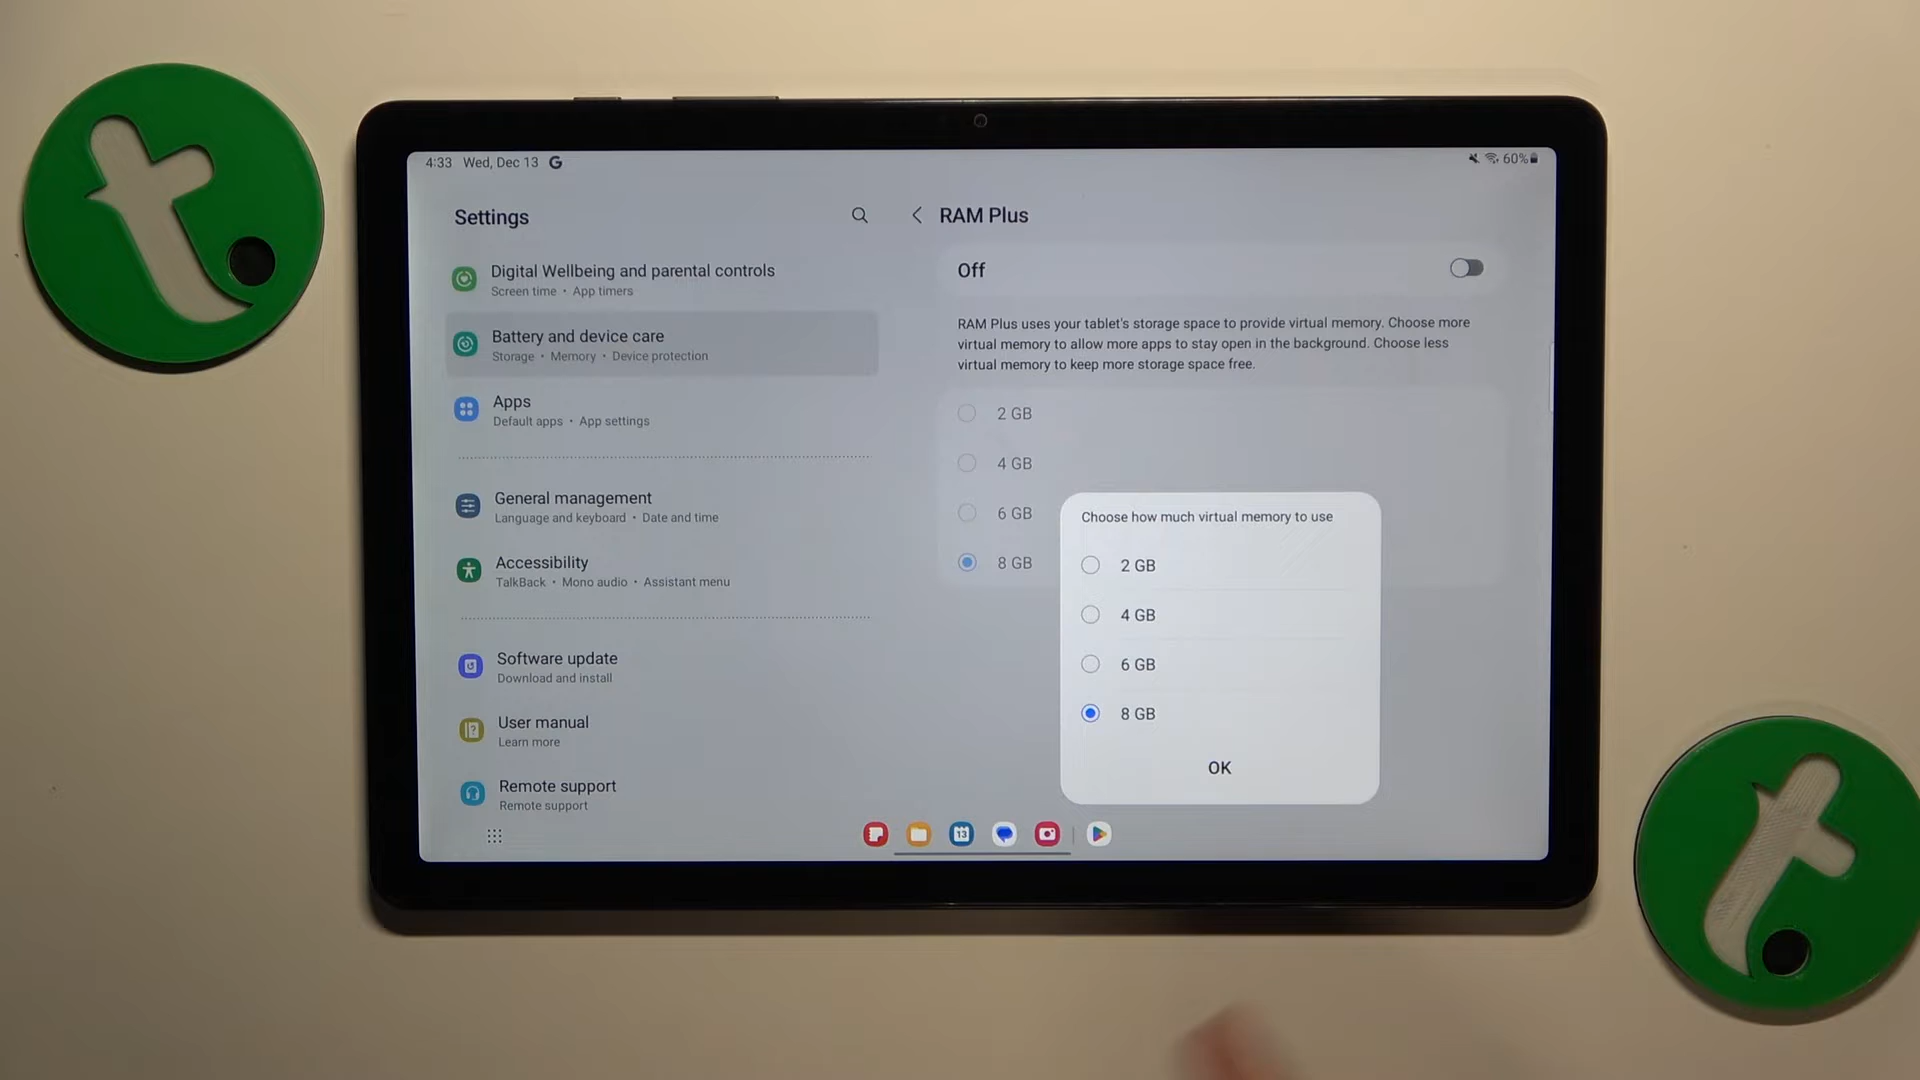 4:33 Wed, Dec 13 G
60%
Settings
Digital Wellbeing and parental controls
Screen time • App timers
Battery and device care
Storage • Memory • Device protection
Apps
Default apps • App settings
General management
Language and keyboard • Date and time
Accessibility
TalkBack • Mono audio • Assistant menu
Software update
Download and install
User manual
Learn more
Remote support
Remote support
RAM Plus
Off
RAM Plus uses your tablet's storage space to provide virtual memory. Choose more
virtual memory to allow more apps to stay open in the background. Choose less
virtual memory to keep more storage space free.
2 GB
4 GB
6 GB
8 GB
Choose how much virtual memory to use
2 GB
4 GB
6 GB
8 GB
OK
13
t
t